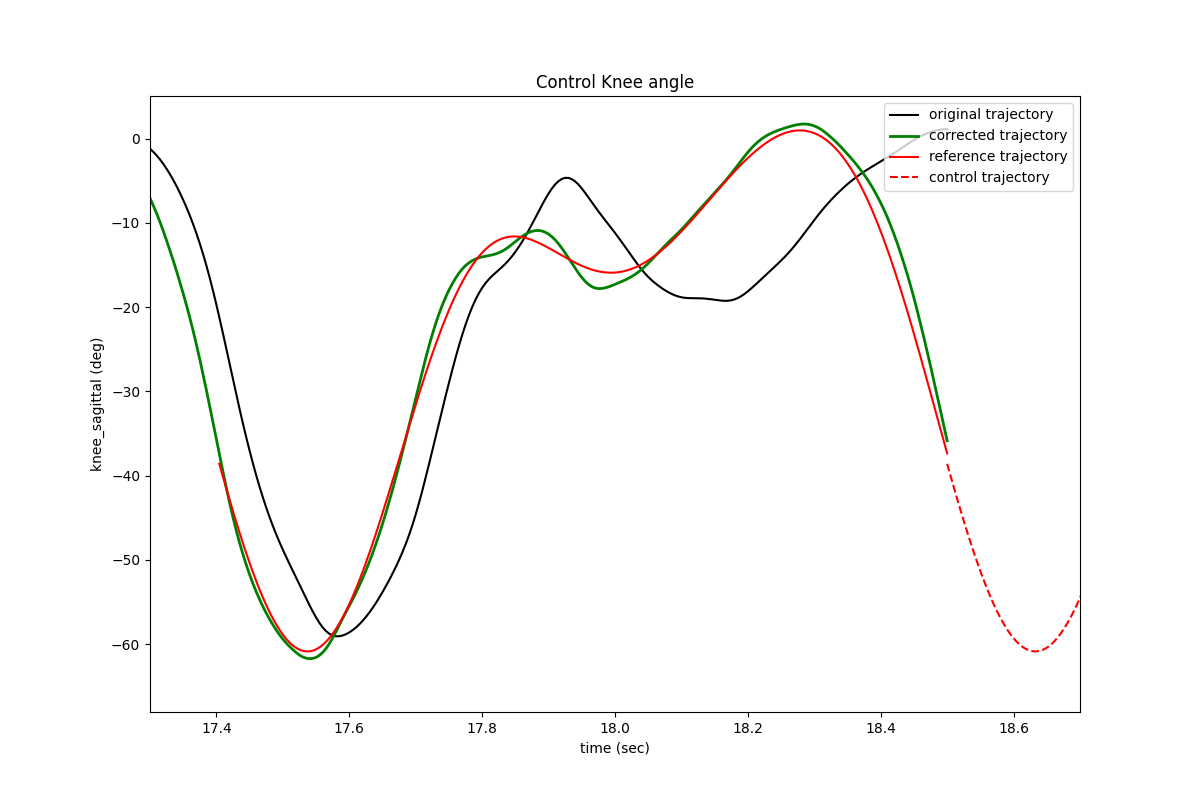 Control Knee angle
original trajectory
corrected trajectory
reference trajectory
control trajectory
knee_sagittal (deg)
0
−10
−20
−30
−40
−50
−60
17.4 17.6 17.8 18.0 18.2 18.4 18.6
time (sec)